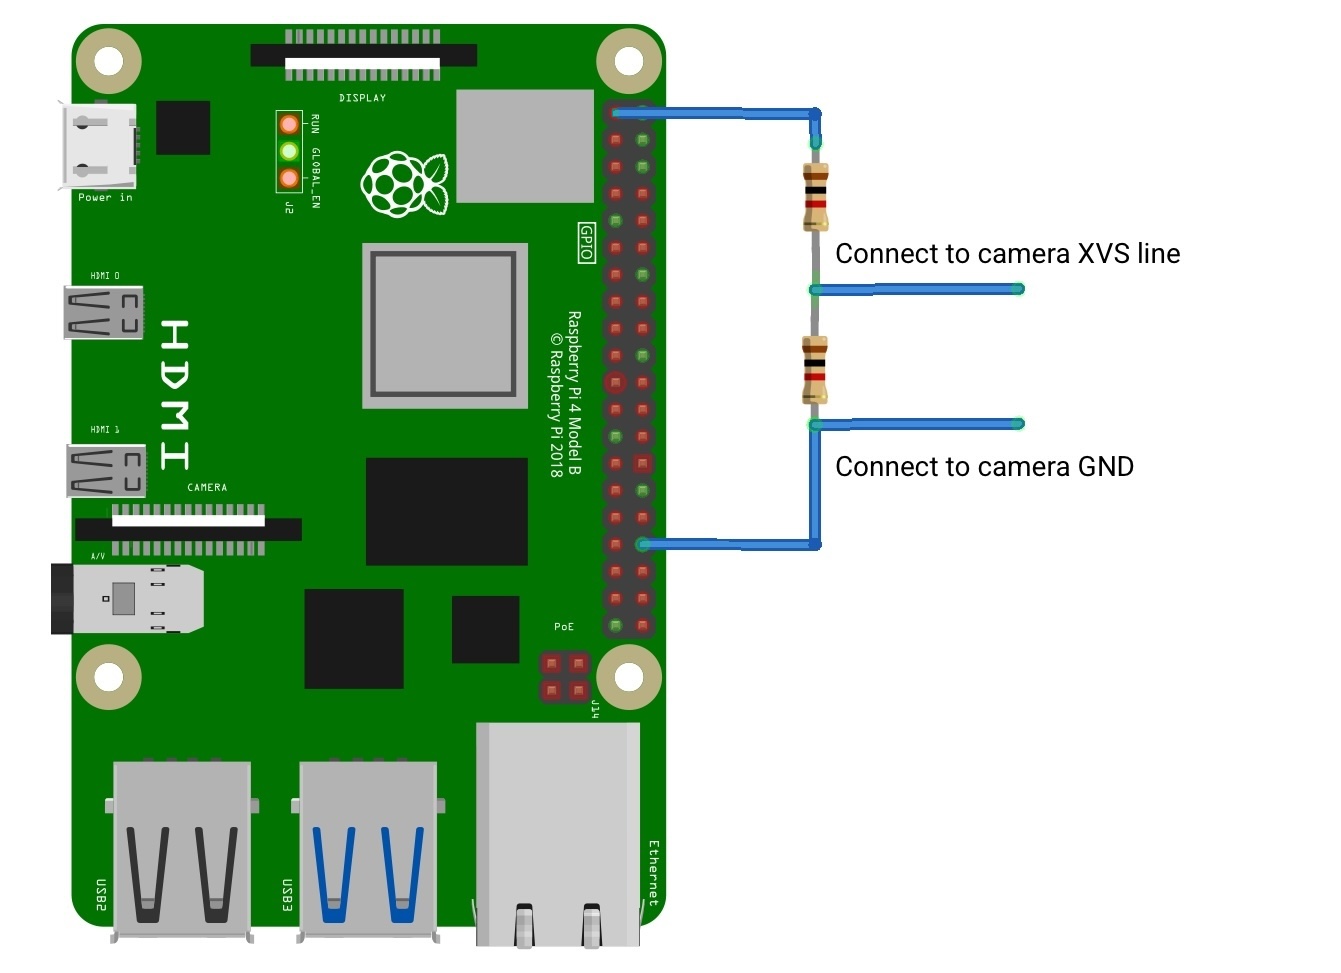 DISPLAY
RUN
GLOBAL_EN
J2
Power in
GPIO
Connect to camera XVS line
HDMI 0
HDMI
Raspberry Pi 4 Model B
© Raspberry Pi 2018
HDMI 1
Connect to camera GND
CAMERA
A/V
PoE
J14
USB2
USB3
Ethernet